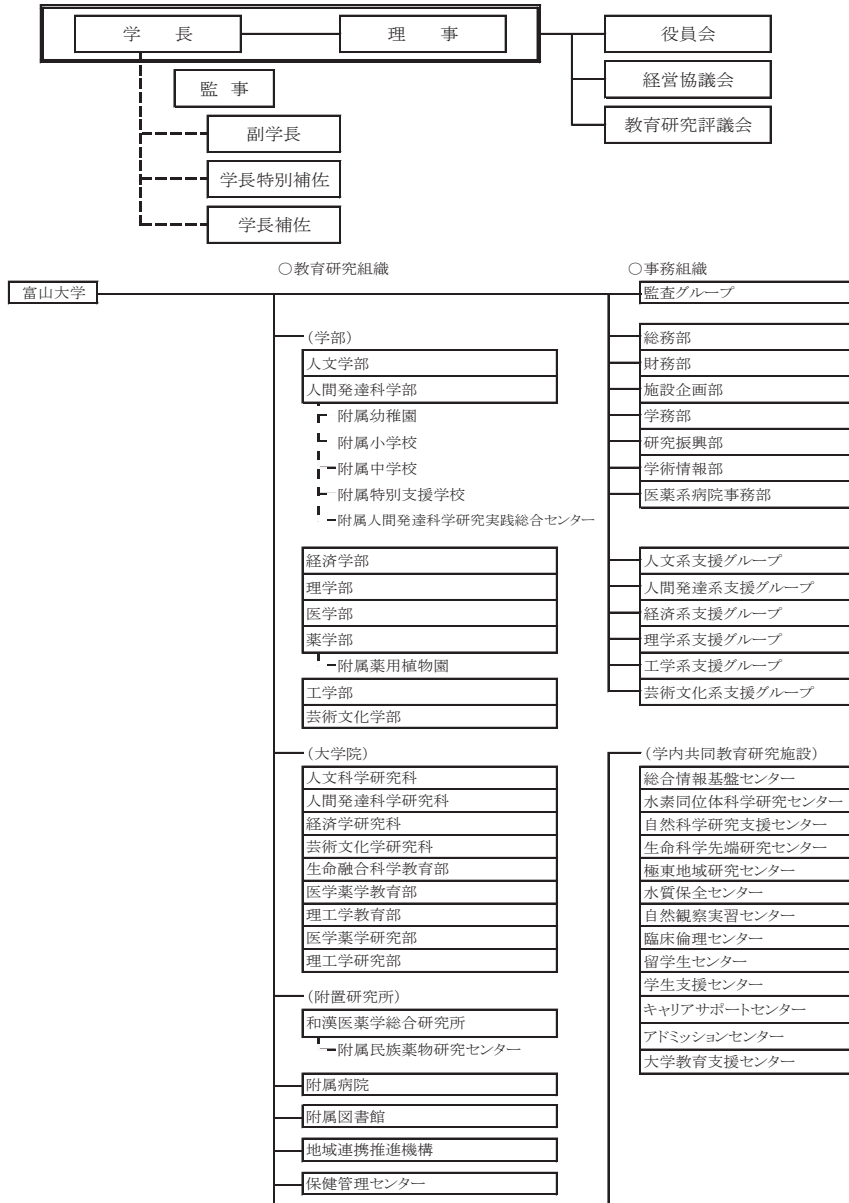 学　長
理　事
役員会
経営協議会
教育研究評議会
監 事
副学長
学長特別補佐
学長補佐
○教育研究組織
○事務組織
富山大学
監査グループ
(学部)
人文学部
人間発達科学部
附属幼稚園
附属小学校
附属中学校
附属特別支援学校
附属人間発達科学研究実践総合センター
経済学部
理学部
医学部
薬学部
附属薬用植物園
工学部
芸術文化学部
総務部
財務部
施設企画部
学務部
研究振興部
学術情報部
医薬系病院事務部
人文系支援グループ
人間発達系支援グループ
経済系支援グループ
理学系支援グループ
工学系支援グループ
芸術文化系支援グループ
(大学院)
人文科学研究科
人間発達科学研究科
経済学研究科
芸術文化学研究科
生命融合科学教育部
医学薬学教育部
理工学教育部
医学薬学研究部
理工学研究部
(附置研究所)
和漢医薬学総合研究所
附属民族薬物研究センター
附属病院
附属図書館
地域連携推進機構
保健管理センター
(学内共同教育研究施設)
総合情報基盤センター
水素同位体科学研究センター
自然科学研究支援センター
生命科学先端研究センター
極東地域研究センター
水質保全センター
自然観察実習センター
臨床倫理センター
留学生センター
学生支援センター
キャリアサポートセンター
アドミッションセンター
大学教育支援センター